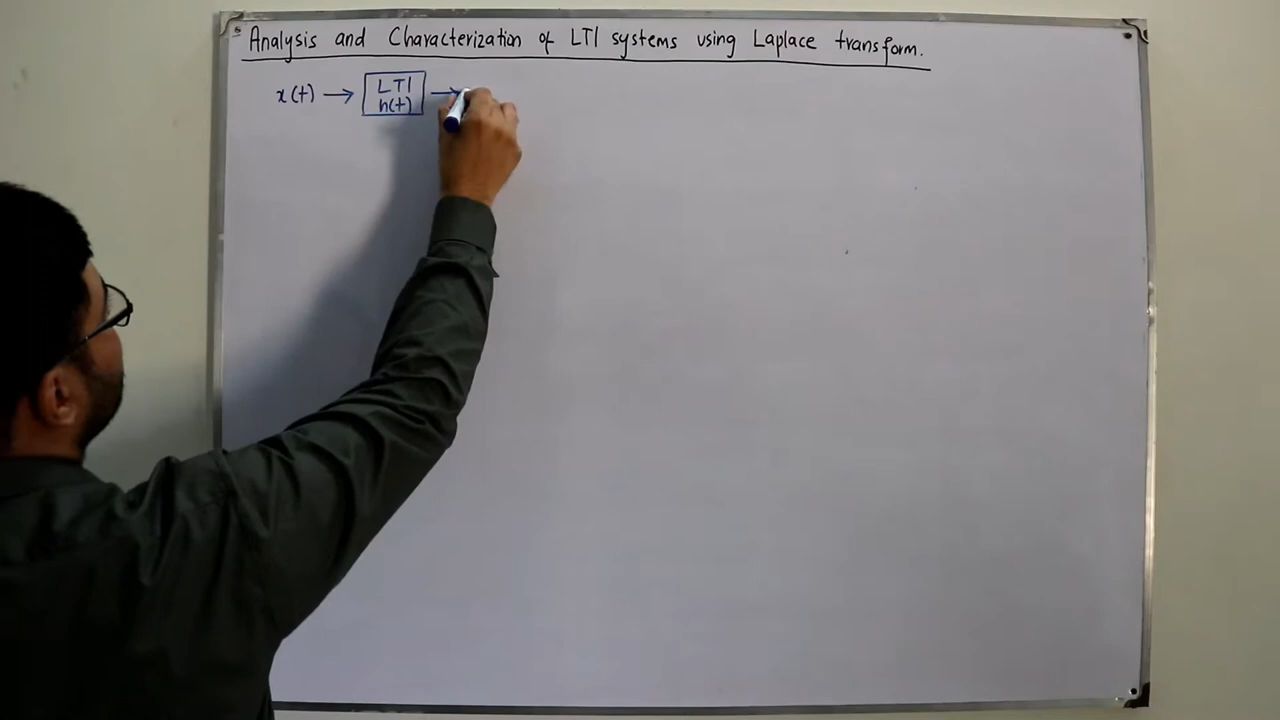 Analysis and Characterization of LTI systems using Laplace transform.
x(t) → LTI →
h(t)